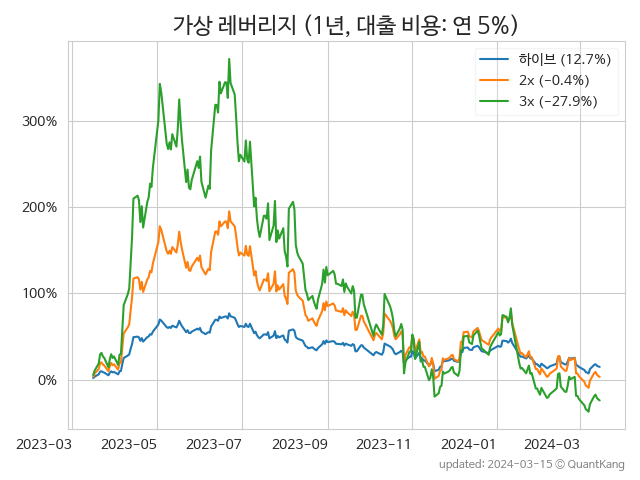 가상 레버리지 (1년, 대출 비용: 연 5%)
하이브 (12.7%)
2x (-0.4%)
3x (-27.9%)
300%
200%
100%
0%
2023-03 2023-05 2023-07 2023-09 2023-11 2024-01 2024-03
updated: 2024-03-15 © QuantKang